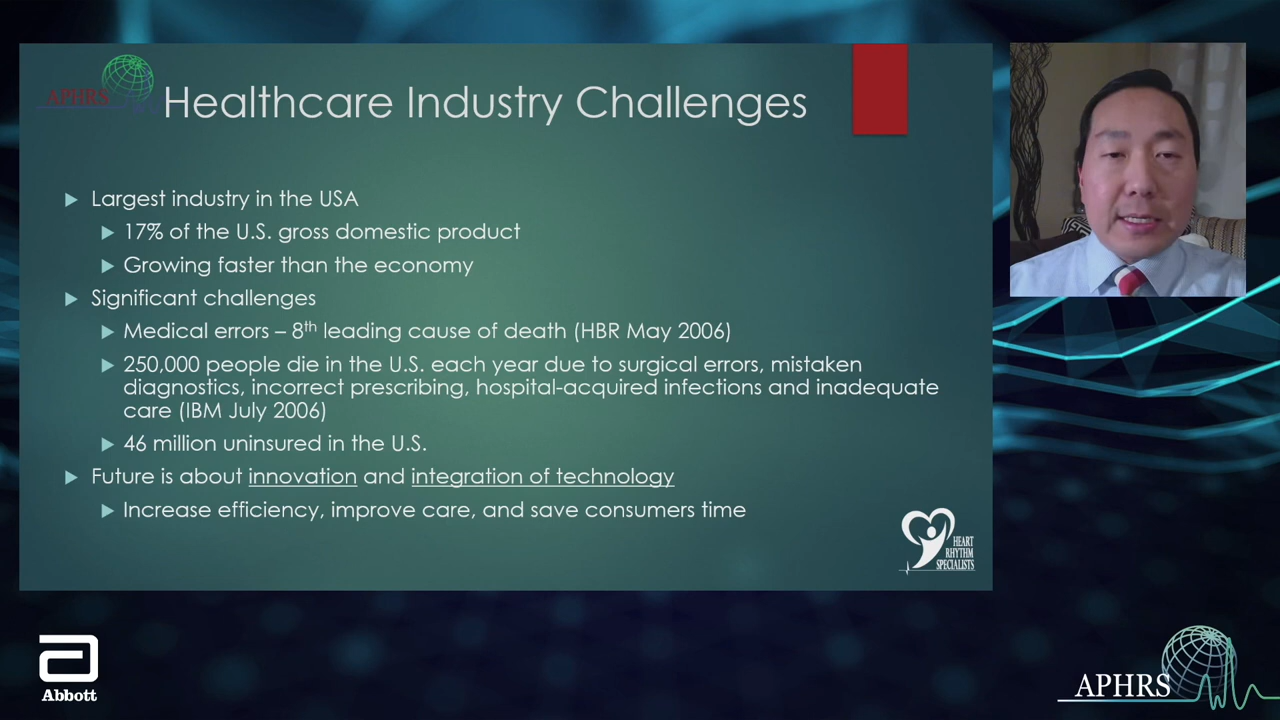 APHRS
Healthcare Industry Challenges
Largest industry in the USA
17% of the U.S. gross domestic product
Growing faster than the economy
Significant challenges
Medical errors – 8th leading cause of death (HBR May 2006)
250,000 people die in the U.S. each year due to surgical errors, mistaken
diagnostics, incorrect prescribing, hospital-acquired infections and inadequate
care (IBM July 2006)
46 million uninsured in the U.S.
Future is about innovation and integration of technology
Increase efficiency, improve care, and save consumers time
HEART
RHYTHM
SPECIALISTS
Abbott
APHRS